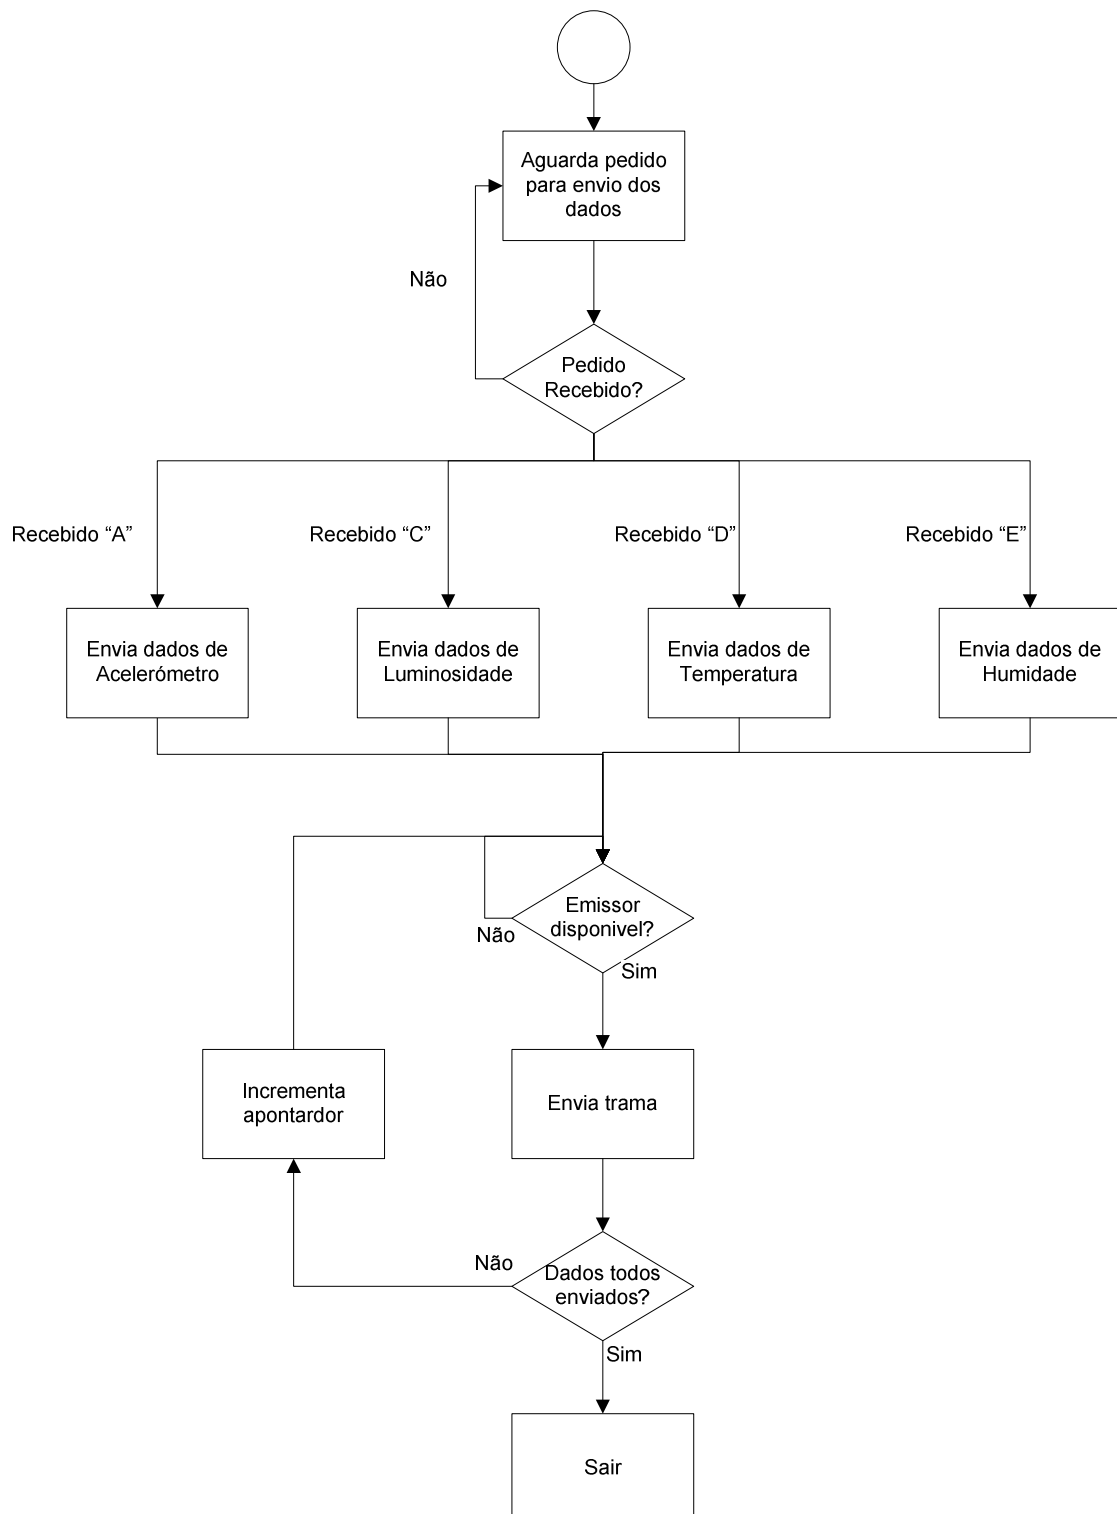 Aguarda pedido
para envio dos
dados
Não
Pedido
Recebido?
Recebido “A”
Recebido “C”
Recebido “D”
Recebido “E”
Envia dados de
Acelerómetro
Envia dados de
Luminosidade
Envia dados de
Temperatura
Envia dados de
Humidade
Emissor
disponivel?
Não
Sim
Incrementa
apontardor
Envia trama
Não
Dados todos
enviados?
Sim
Sair